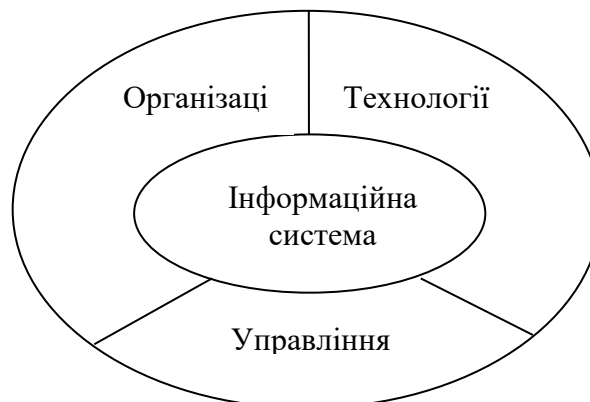 Організаці
Технології
Інформаційна
система
Управління